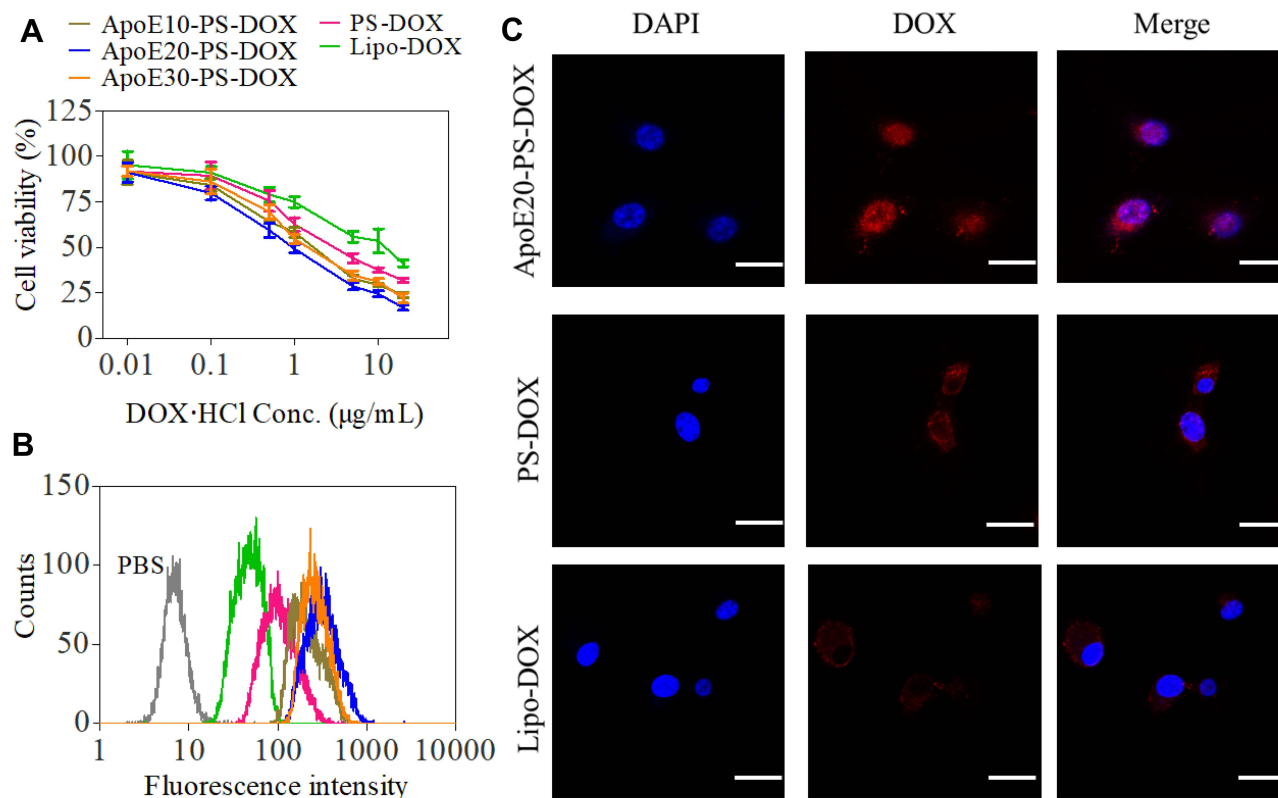 A
ApoE10-PS-DOX
PS-DOX
ApoE20-PS-DOX
Lipo-DOX
ApoE30-PS-DOX
125
100
75
50
25
0
Cell viability (%)
0.01 0.1 1 10
DOX·HCl Conc. (μg/mL)
B
150
100
50
0
Counts
PBS
1 10 100 1000 10000
Fluorescence intensity
C
DAPI DOX Merge
ApoE20-PS-DOX
PS-DOX
Lipo-DOX